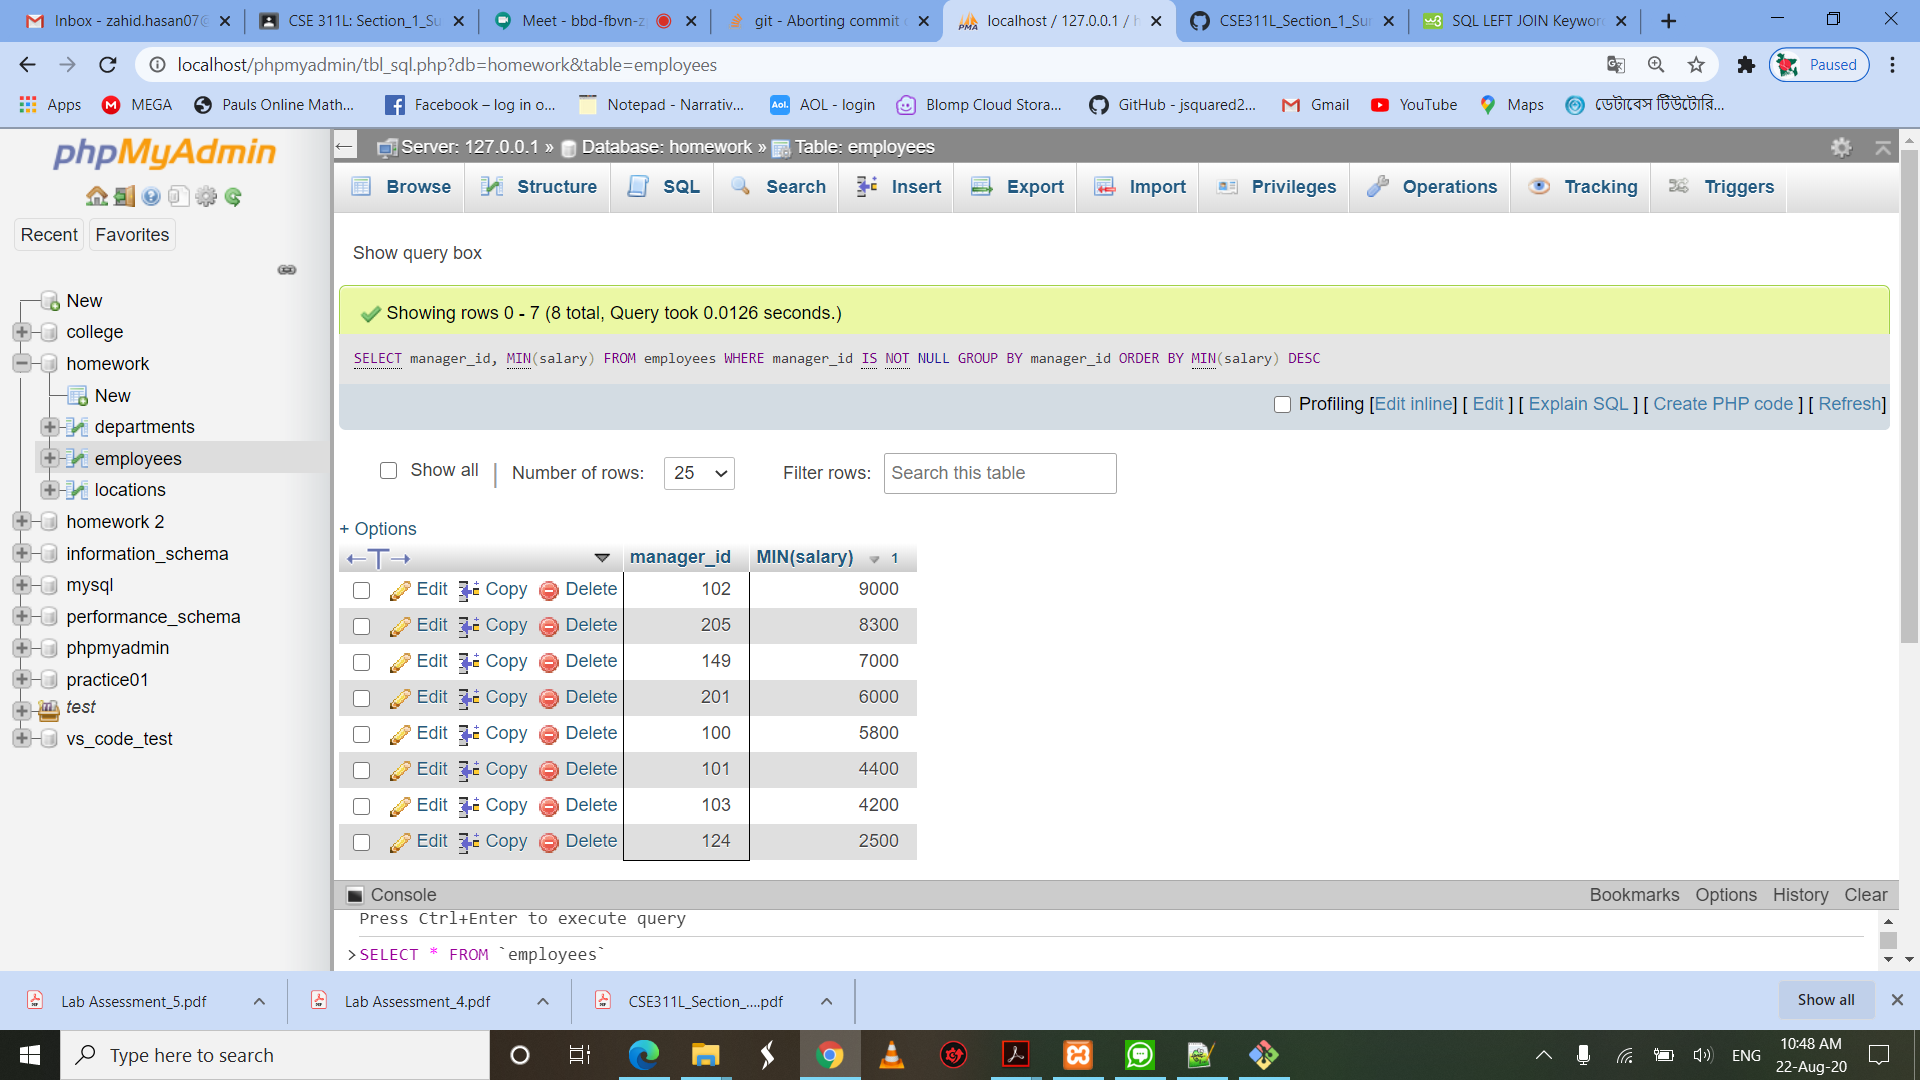 Inbox - zahid.hasan07@
CSE 311L: Section_1_Su
Meet - bbd-fbvn-z
git - Aborting commit
localhost / 127.0.0.1 / h
CSE311L_Section_1_Su
SQL LEFT JOIN Keywor
localhost/phpmyadmin/tbl_sql.php?db=homework&table=employees
Paused
Apps
MEGA
Pauls Online Math...
Facebook – log in o...
Notepad - Narrativ...
AOL - login
Blomp Cloud Stora...
GitHub - jsquared2...
Gmail
YouTube
Maps
ডেটাবেস টিউটোরি...
phpMyAdmin
Recent
Favorites
New
college
homework
New
departments
employees
locations
homework 2
information_schema
mysql
performance_schema
phpmyadmin
practice01
test
vs_code_test
Server: 127.0.0.1 » Database: homework » Table: employees
Browse Structure SQL Search Insert Export Import Privileges Operations Tracking Triggers
Show query box
Showing rows 0 - 7 (8 total, Query took 0.0126 seconds.)
SELECT manager_id, MIN(salary) FROM employees WHERE manager_id IS NOT NULL GROUP BY manager_id ORDER BY MIN(salary) DESC
Profiling [Edit inline] [ Edit ] [ Explain SQL ] [ Create PHP code ] [ Refresh]
Show all | Number of rows: 25 Filter rows: Search this table
+ Options
←T→ manager_id MIN(salary) 1
Edit Copy Delete 102 9000
Edit Copy Delete 205 8300
Edit Copy Delete 149 7000
Edit Copy Delete 201 6000
Edit Copy Delete 100 5800
Edit Copy Delete 101 4400
Edit Copy Delete 103 4200
Edit Copy Delete 124 2500
Console Bookmarks Options History Clear
Press Ctrl+Enter to execute query
>SELECT * FROM `employees`
Lab Assessment_5.pdf
Lab Assessment_4.pdf
CSE311L_Section_....pdf
Show all
Type here to search
ENG
10:48 AM
22-Aug-20